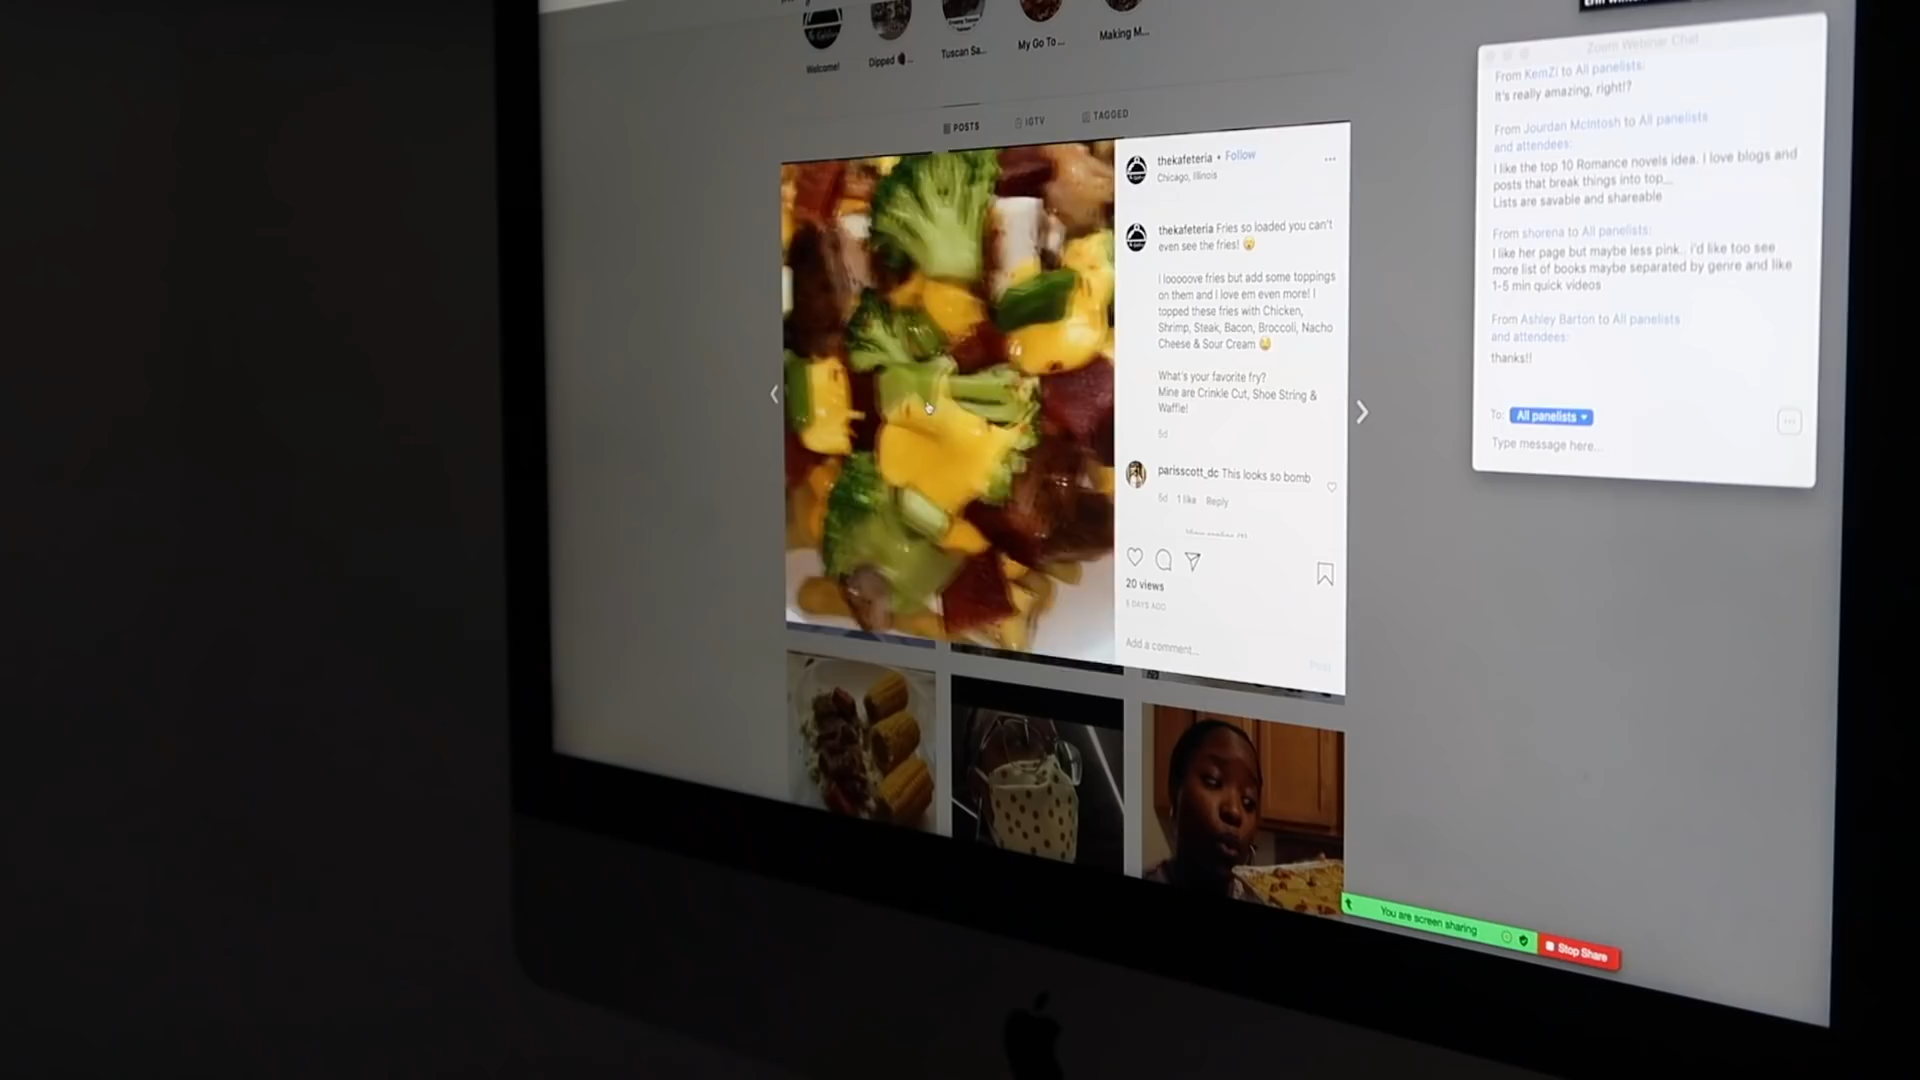 Welcome!
Dipped
Tuscan Sa...
My Go To ...
Making M...
POSTS
IGTV
TAGGED
thekafeteria • Follow
Chicago, Illinois
thekafeteria Fries so loaded you can't
even see the fries! 😲
I looooove fries but add some toppings
on them and I love em even more! I
topped these fries with Chicken,
Shrimp, Steak, Bacon, Broccoli, Nacho
Cheese & Sour Cream
What's your favorite fry?
Mine are Crinkle Cut, Shoe String &
Waffle!
5d
parisscott_dc This looks so bomb
5d 1 like Reply
20 views
5 DAYS AGO
Add a comment...
Post
Zoom Webinar Chat
From KemZi to All panelists:
It's really amazing, right!?
From Jourdan McIntosh to All panelists
and attendees:
I like the top 10 Romance novels idea. I love blogs and
posts that break things into top...
Lists are savable and shareable
From shorena to All panelists:
I like her page but maybe less pink.. i'd like too see
more list of books maybe separated by genre and like
1-5 min quick videos
From Ashley Barton to All panelists
and attendees:
thanks!!
To: All panelists
Type message here...
You are screen sharing
Stop Share